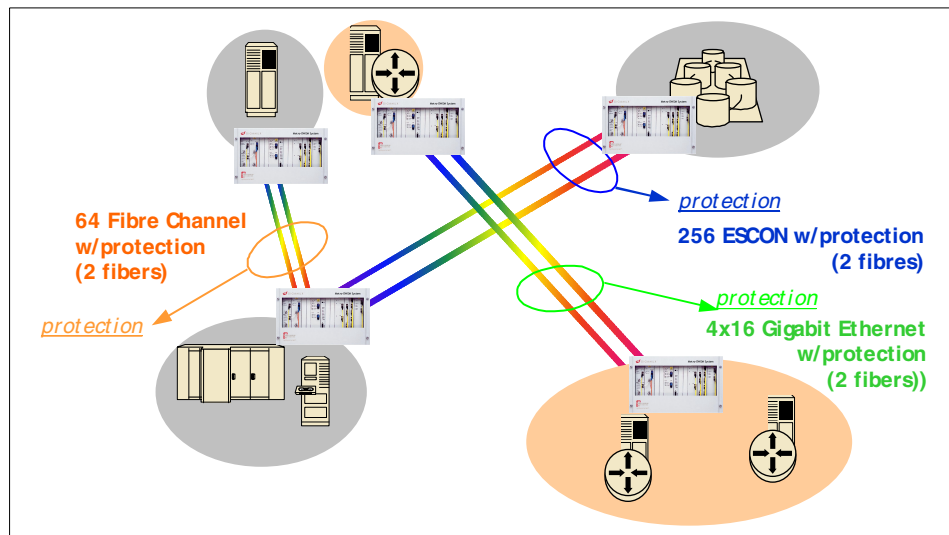 64 Fibre Channel
w/protection
(2 fibers)
protection
protection
256 ESCON w/protection
(2 fibres)
protection
4x16 Gigabit Ethernet
w/protection
(2 fibers))